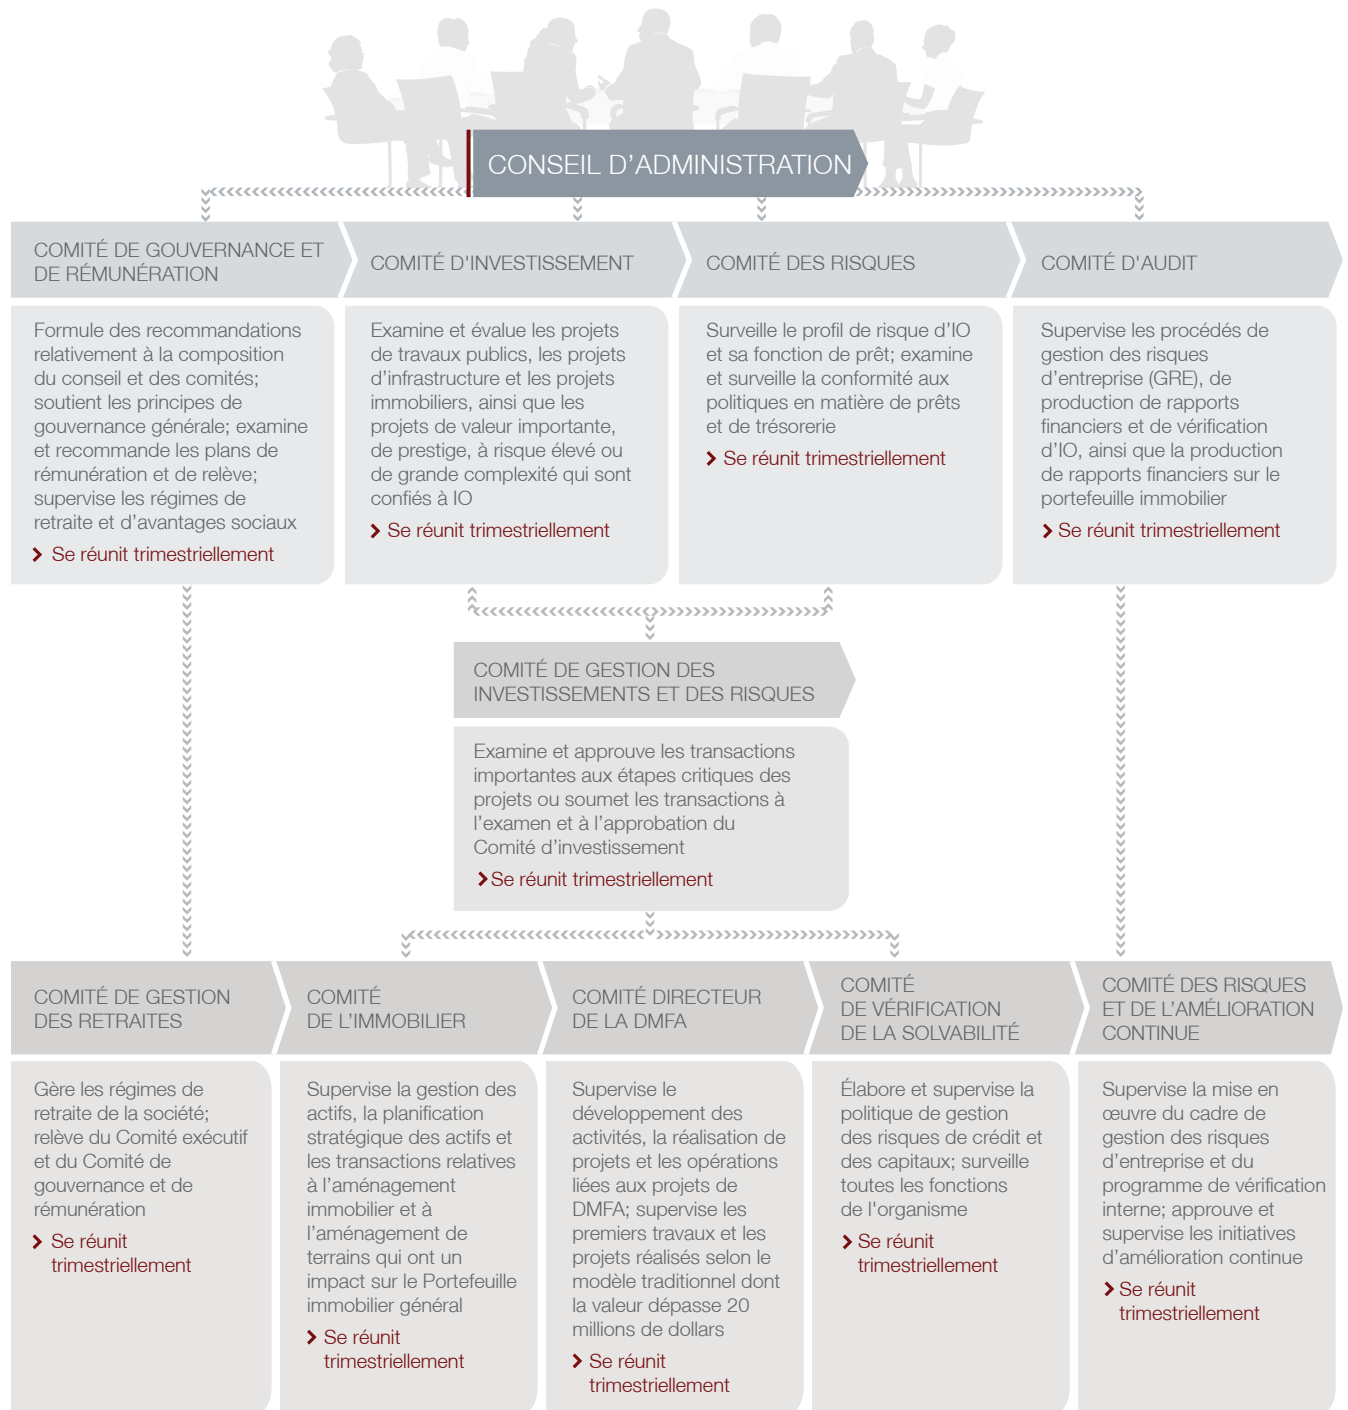 CONSEIL D’ADMINISTRATION
COMITÉ DE GOUVERNANCE ET
DE RÉMUNÉRATION
Formule des recommandations
relativement à la composition
du conseil et des comités;
soutient les principes de
gouvernance générale; examine
et recommande les plans de
rémunération et de relève;
supervise les régimes de
retraite et d’avantages sociaux
Se réunit trimestriellement
COMITÉ D'INVESTISSEMENT
Examine et évalue les projets
de travaux publics, les projets
d’infrastructure et les projets
immobiliers, ainsi que les
projets de valeur importante,
de prestige, à risque élevé ou
de grande complexité qui sont
confiés à IO
Se réunit trimestriellement
COMITÉ DES RISQUES
Surveille le profil de risque d’IO
et sa fonction de prêt; examine
et surveille la conformité aux
politiques en matière de prêts
et de trésorerie
Se réunit trimestriellement
COMITÉ D'AUDIT
Supervise les procédés de
gestion des risques
d’entreprise (GRE), de
production de rapports
financiers et de vérification
d’IO, ainsi que la production
de rapports financiers sur le
portefeuille immobilier
Se réunit trimestriellement
COMITÉ DE GESTION DES
INVESTISSEMENTS ET DES RISQUES
Examine et approuve les transactions
importantes aux étapes critiques des
projets ou soumet les transactions à
l’examen et à l’approbation du
Comité d’investissement
Se réunit trimestriellement
COMITÉ DE GESTION
DES RETRAITES
Gère les régimes de
retraite de la société;
relève du Comité exécutif
et du Comité de
gouvernance et de
rémunération
Se réunit
trimestriellement
COMITÉ
DE L’IMMOBILIER
Supervise la gestion des
actifs, la planification
stratégique des actifs et
les transactions relatives
à l’aménagement
immobilier et à
l’aménagement de
terrains qui ont un
impact sur le Portefeuille
immobilier général
Se réunit
trimestriellement
COMITÉ DIRECTEUR
DE LA DMFA
Supervise le
développement des
activités, la réalisation de
projets et les opérations
liées aux projets de
DMFA; supervise les
premiers travaux et les
projets réalisés selon le
modèle traditionnel dont
la valeur dépasse 20
millions de dollars
Se réunit
trimestriellement
COMITÉ
DE VÉRIFICATION
DE LA SOLVABILITÉ
Élabore et supervise la
politique de gestion
des risques de crédit et
des capitaux; surveille
toutes les fonctions
de l'organisme
Se réunit
trimestriellement
COMITÉ DES RISQUES
ET DE L’AMÉLIORATION
CONTINUE
Supervise la mise en
œuvre du cadre de
gestion des risques
d’entreprise et du
programme de vérification
interne; approuve et
supervise les initiatives
d’amélioration continue
Se réunit
trimestriellement